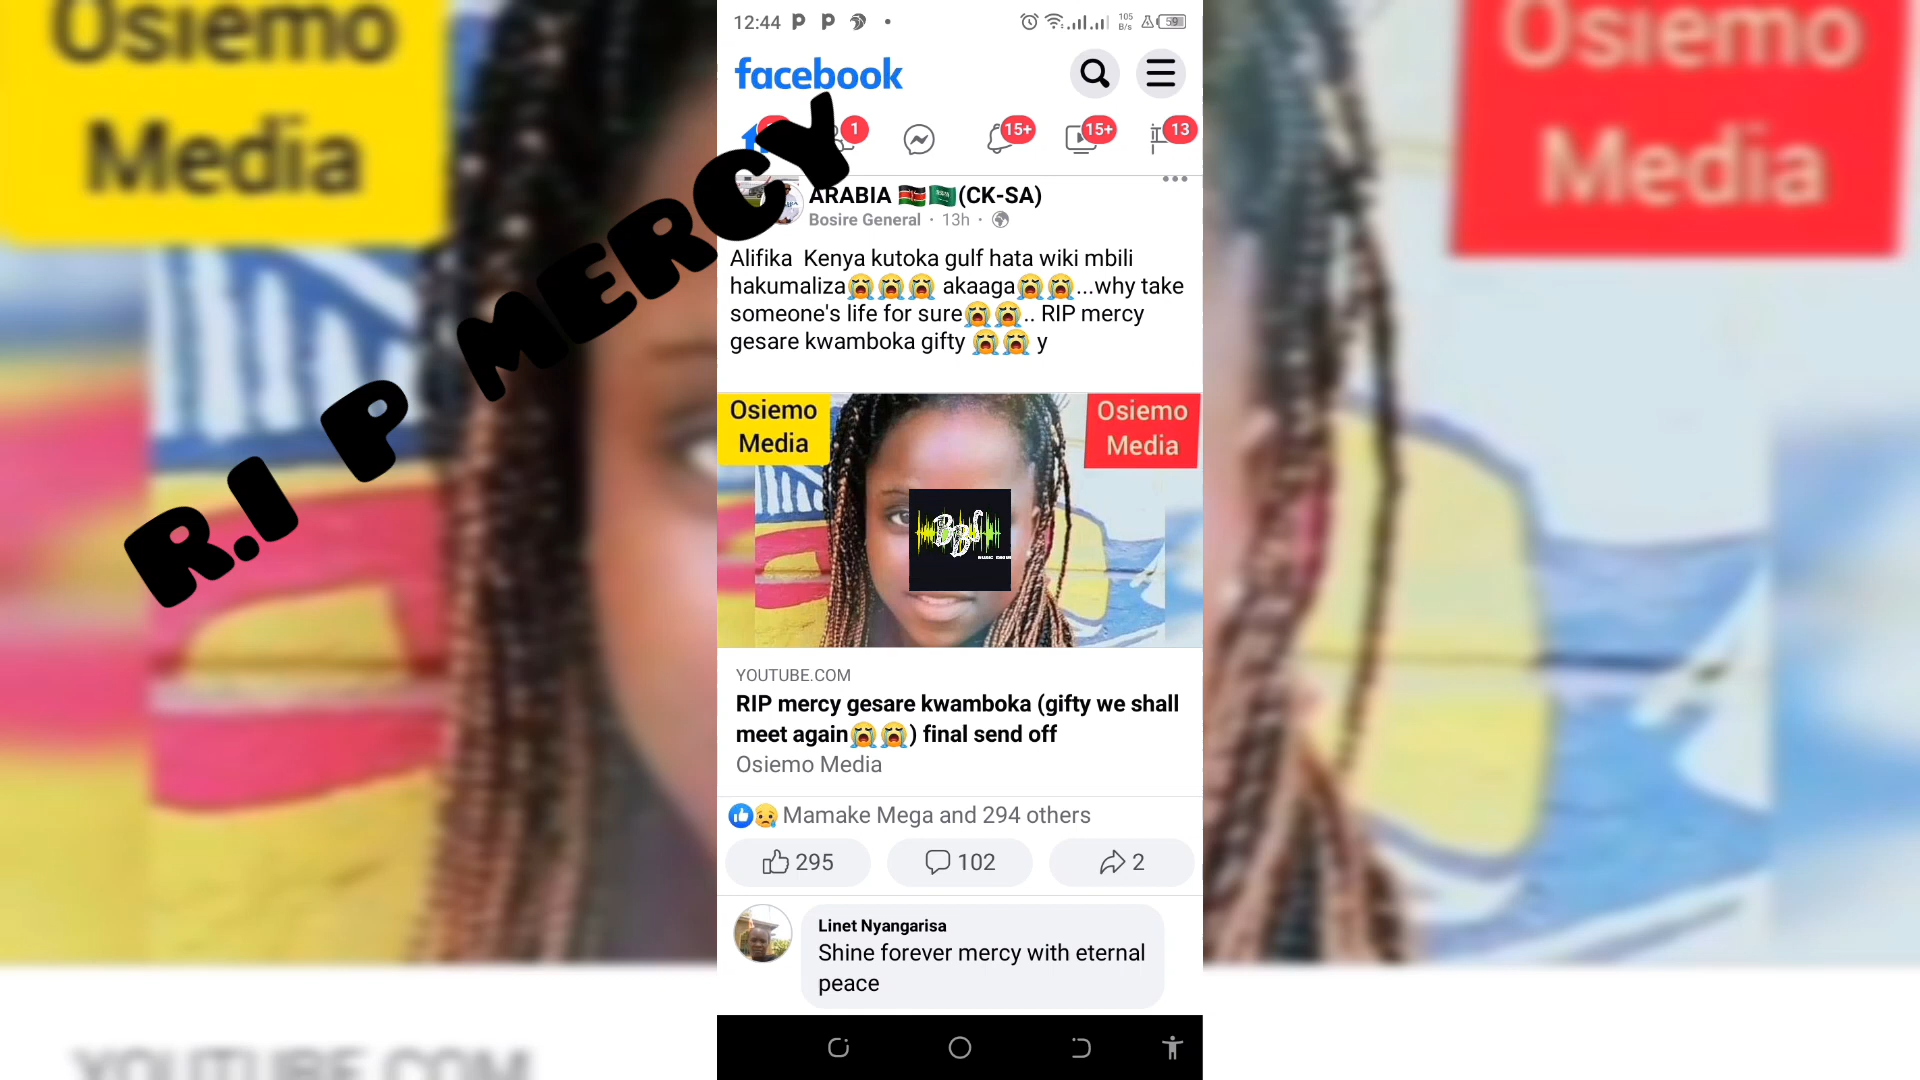 Osiemo
Media
Osiemo
Media
R.I P MERCY
12:44
105
B/s
59
facebook
1
15+
15+
13
ARABIA 🇰🇪🇸🇦(CK-SA)
Bosire General · 13h ·
Alifika Kenya kutoka gulf hata wiki mbili
hakumaliza😭😭😭 akaaga😭😭...why take
someone's life for sure😭😭.. RIP mercy
gesare kwamboka gifty 😭😭 y
Osiemo
Media
Osiemo
Media
YOUTUBE.COM
RIP mercy gesare kwamboka (gifty we shall
meet again😭😭) final send off
Osiemo Media
Mamake Mega and 294 others
295
102
2
Linet Nyangarisa
Shine forever mercy with eternal
peace
YOUTUBE.COM